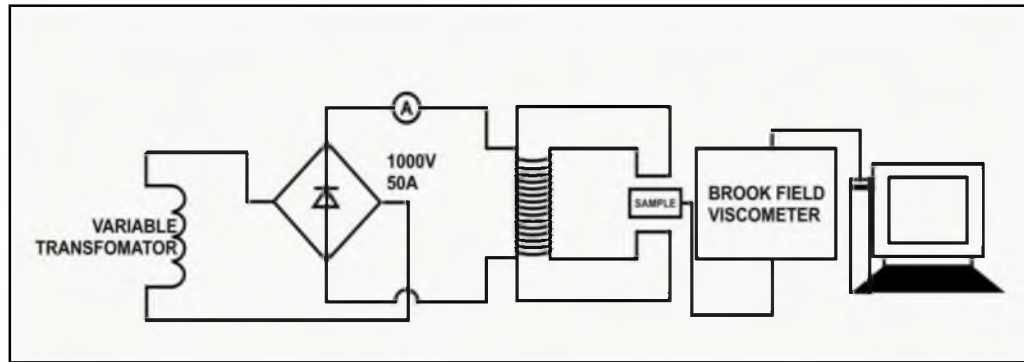 VARIABLE
TRANSFOMATOR
A
1000V
50A
SAMPLE
BROOK FIELD
VISCOMETER